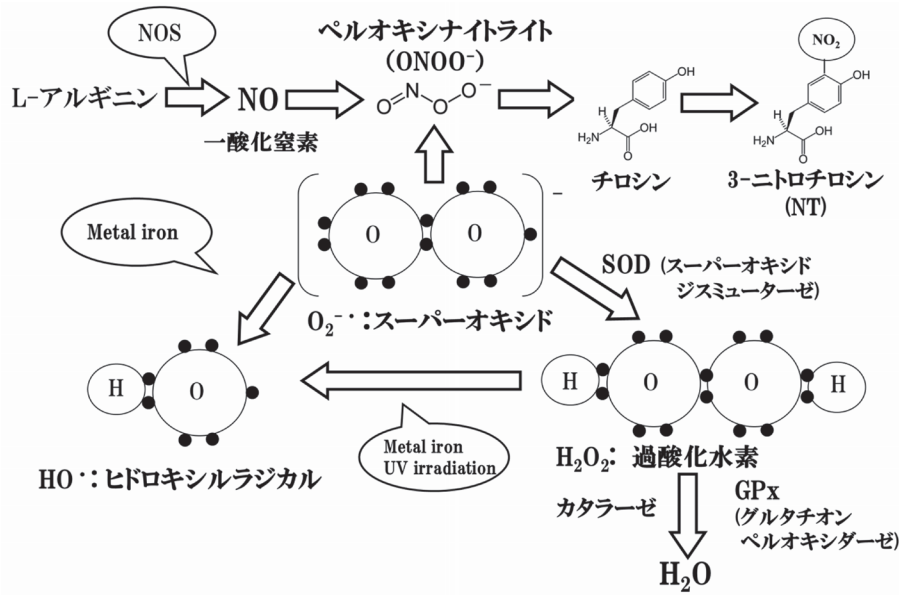 NOS
L-アルギニン
NO
一酸化窒素
ペルオキシナイトライト
(ONOO⁻)
O N O O⁻
H
H₂N
OH
O
OH
チロシン
NO₂
H
H₂N
OH
O
OH
3-ニトロチロシン
(NT)
Metal iron
O O
–
O₂⁻・:スーパーオキシド
SOD (スーパーオキシド
ジスミューターゼ)
H O
HO・:ヒドロキシルラジカル
Metal iron
UV irradiation
H O O H
H₂O₂: 過酸化水素
カタラーゼ
GPx
(グルタチオン
ペルオキシダーゼ)
H₂O